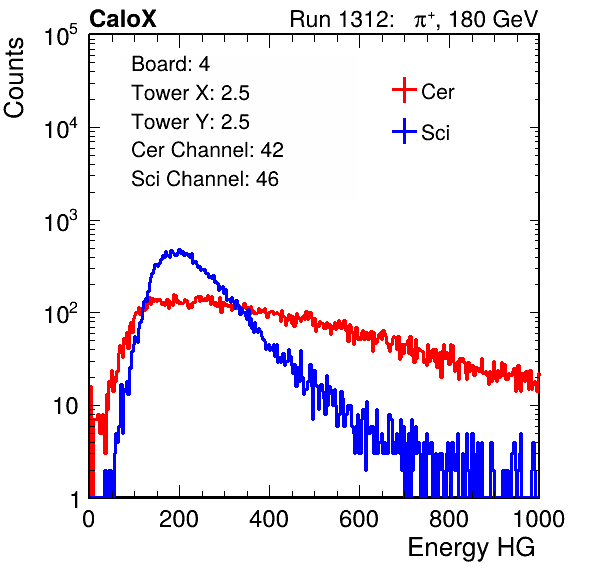 CaloX Run 1312: π⁺, 180 GeV
10⁵
10⁴
10³
10²
10
1
Counts
Board: 4
Tower X: 2.5
Tower Y: 2.5
Cer Channel: 42
Sci Channel: 46
Cer
Sci
0 200 400 600 800 1000
Energy HG